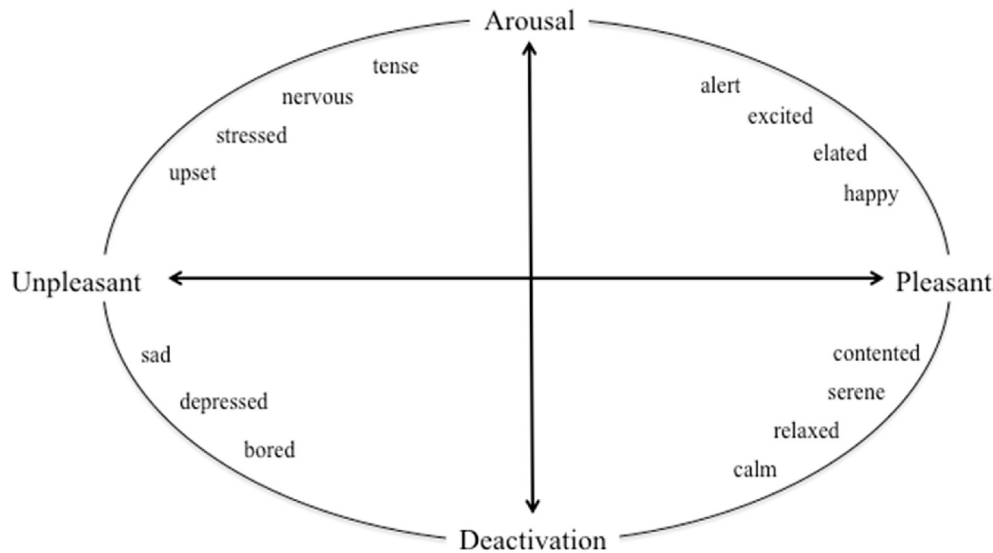 Arousal
tense
nervous
stressed
upset
alert
excited
elated
happy
Unpleasant
Pleasant
sad
depressed
bored
contented
serene
relaxed
calm
Deactivation